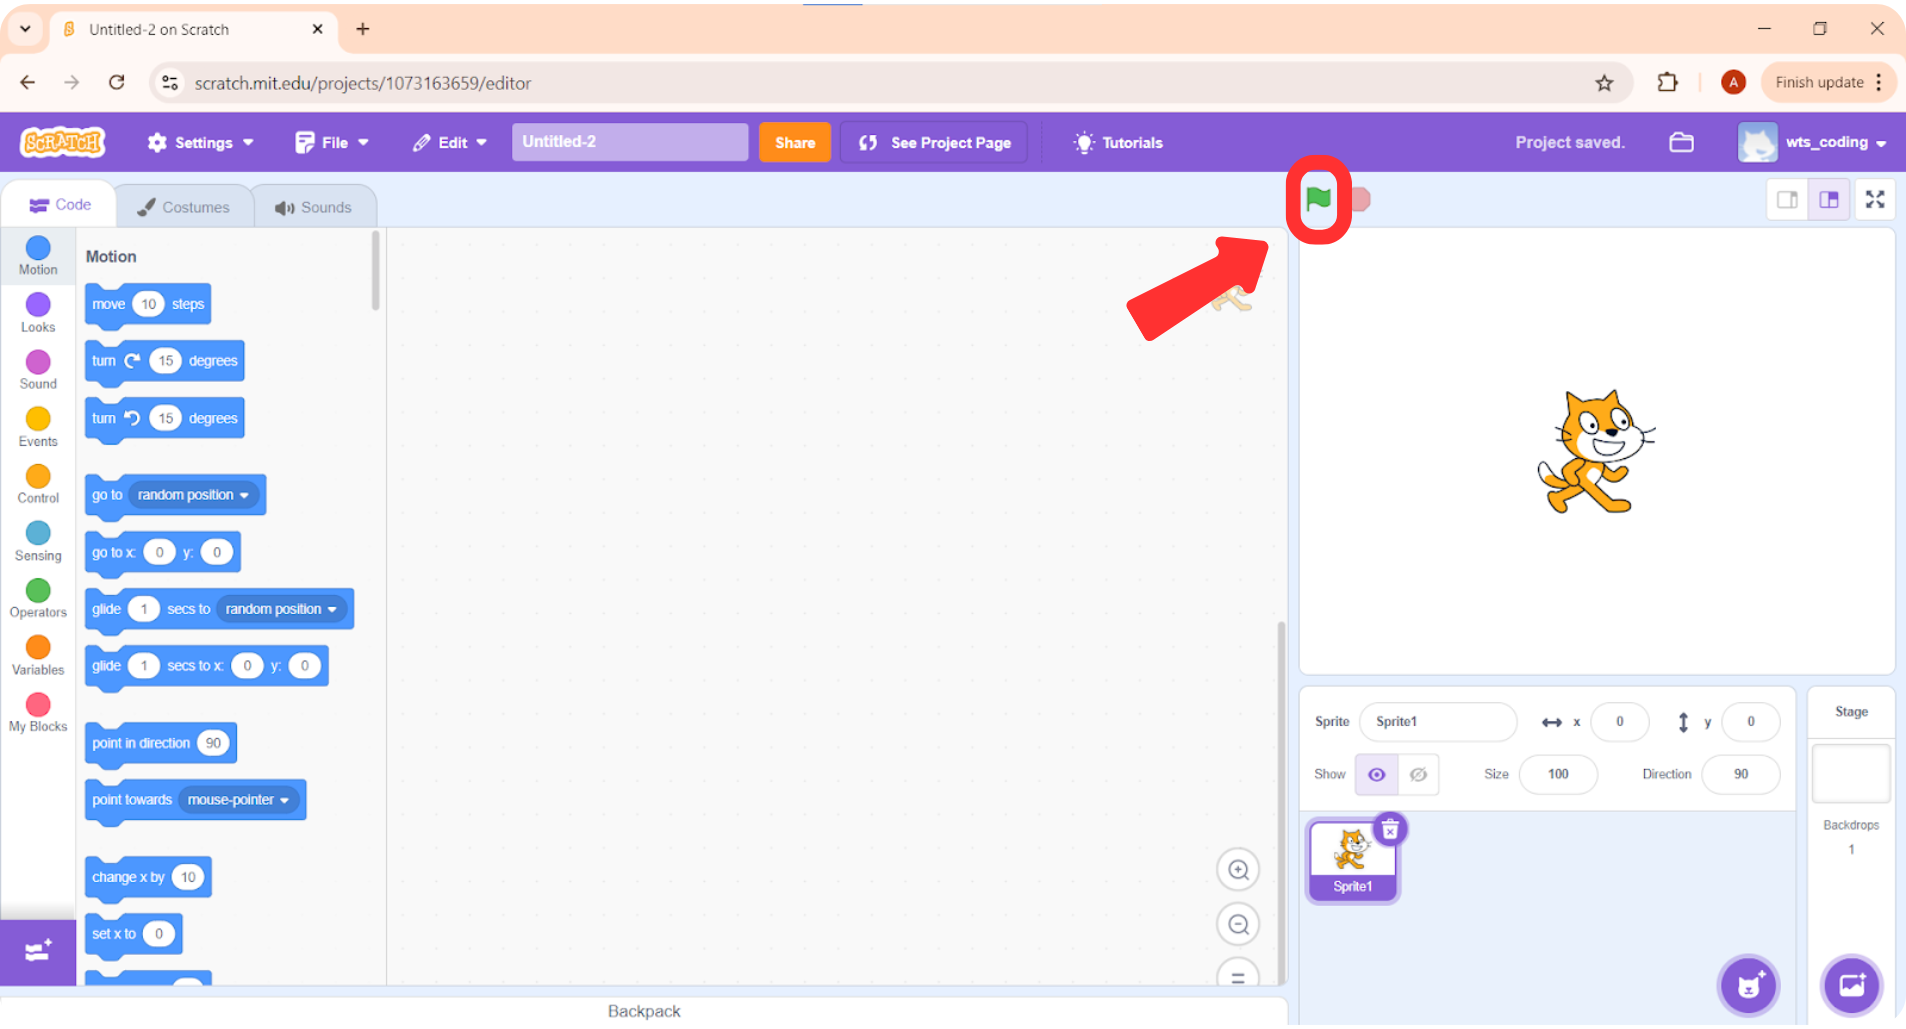 Untitled-2 on Scratch
scratch.mit.edu/projects/1073163659/editor
A
Finish update
SCRATCH
Settings
File
Edit
Untitled-2
Share
See Project Page
Tutorials
Project saved.
wts_coding
Code
Costumes
Sounds
Motion
Looks
Sound
Events
Control
Sensing
Operators
Variables
My Blocks
Motion
move 10 steps
turn 15 degrees
turn 15 degrees
go to random position
go to x: 0 y: 0
glide 1 secs to random position
glide 1 secs to x: 0 y: 0
point in direction 90
point towards mouse-pointer
change x by 10
set x to 0
Backpack
Sprite Sprite1 x 0 y 0
Show Size 100 Direction 90
Sprite1
Stage
Backdrops
1